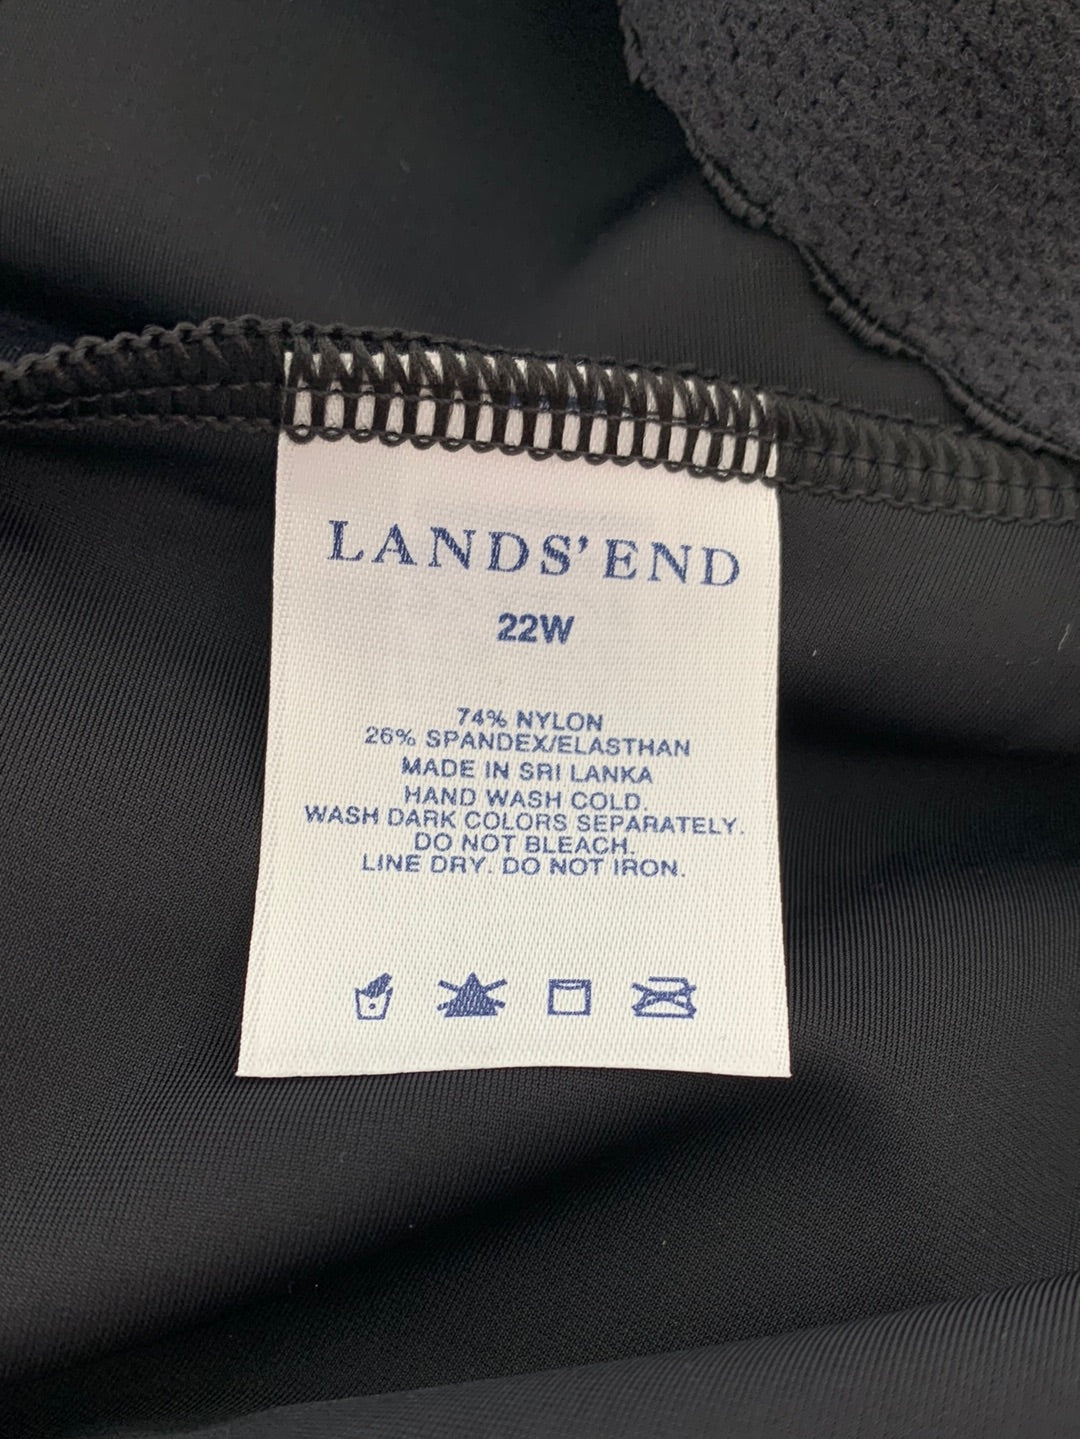 LANDS' END
22W
74% NYLON
26% SPANDEX/ELASTHAN
MADE IN SRI LANKA
HAND WASH COLD.
WASH DARK COLORS SEPARATELY.
DO NOT BLEACH.
LINE DRY. DO NOT IRON.